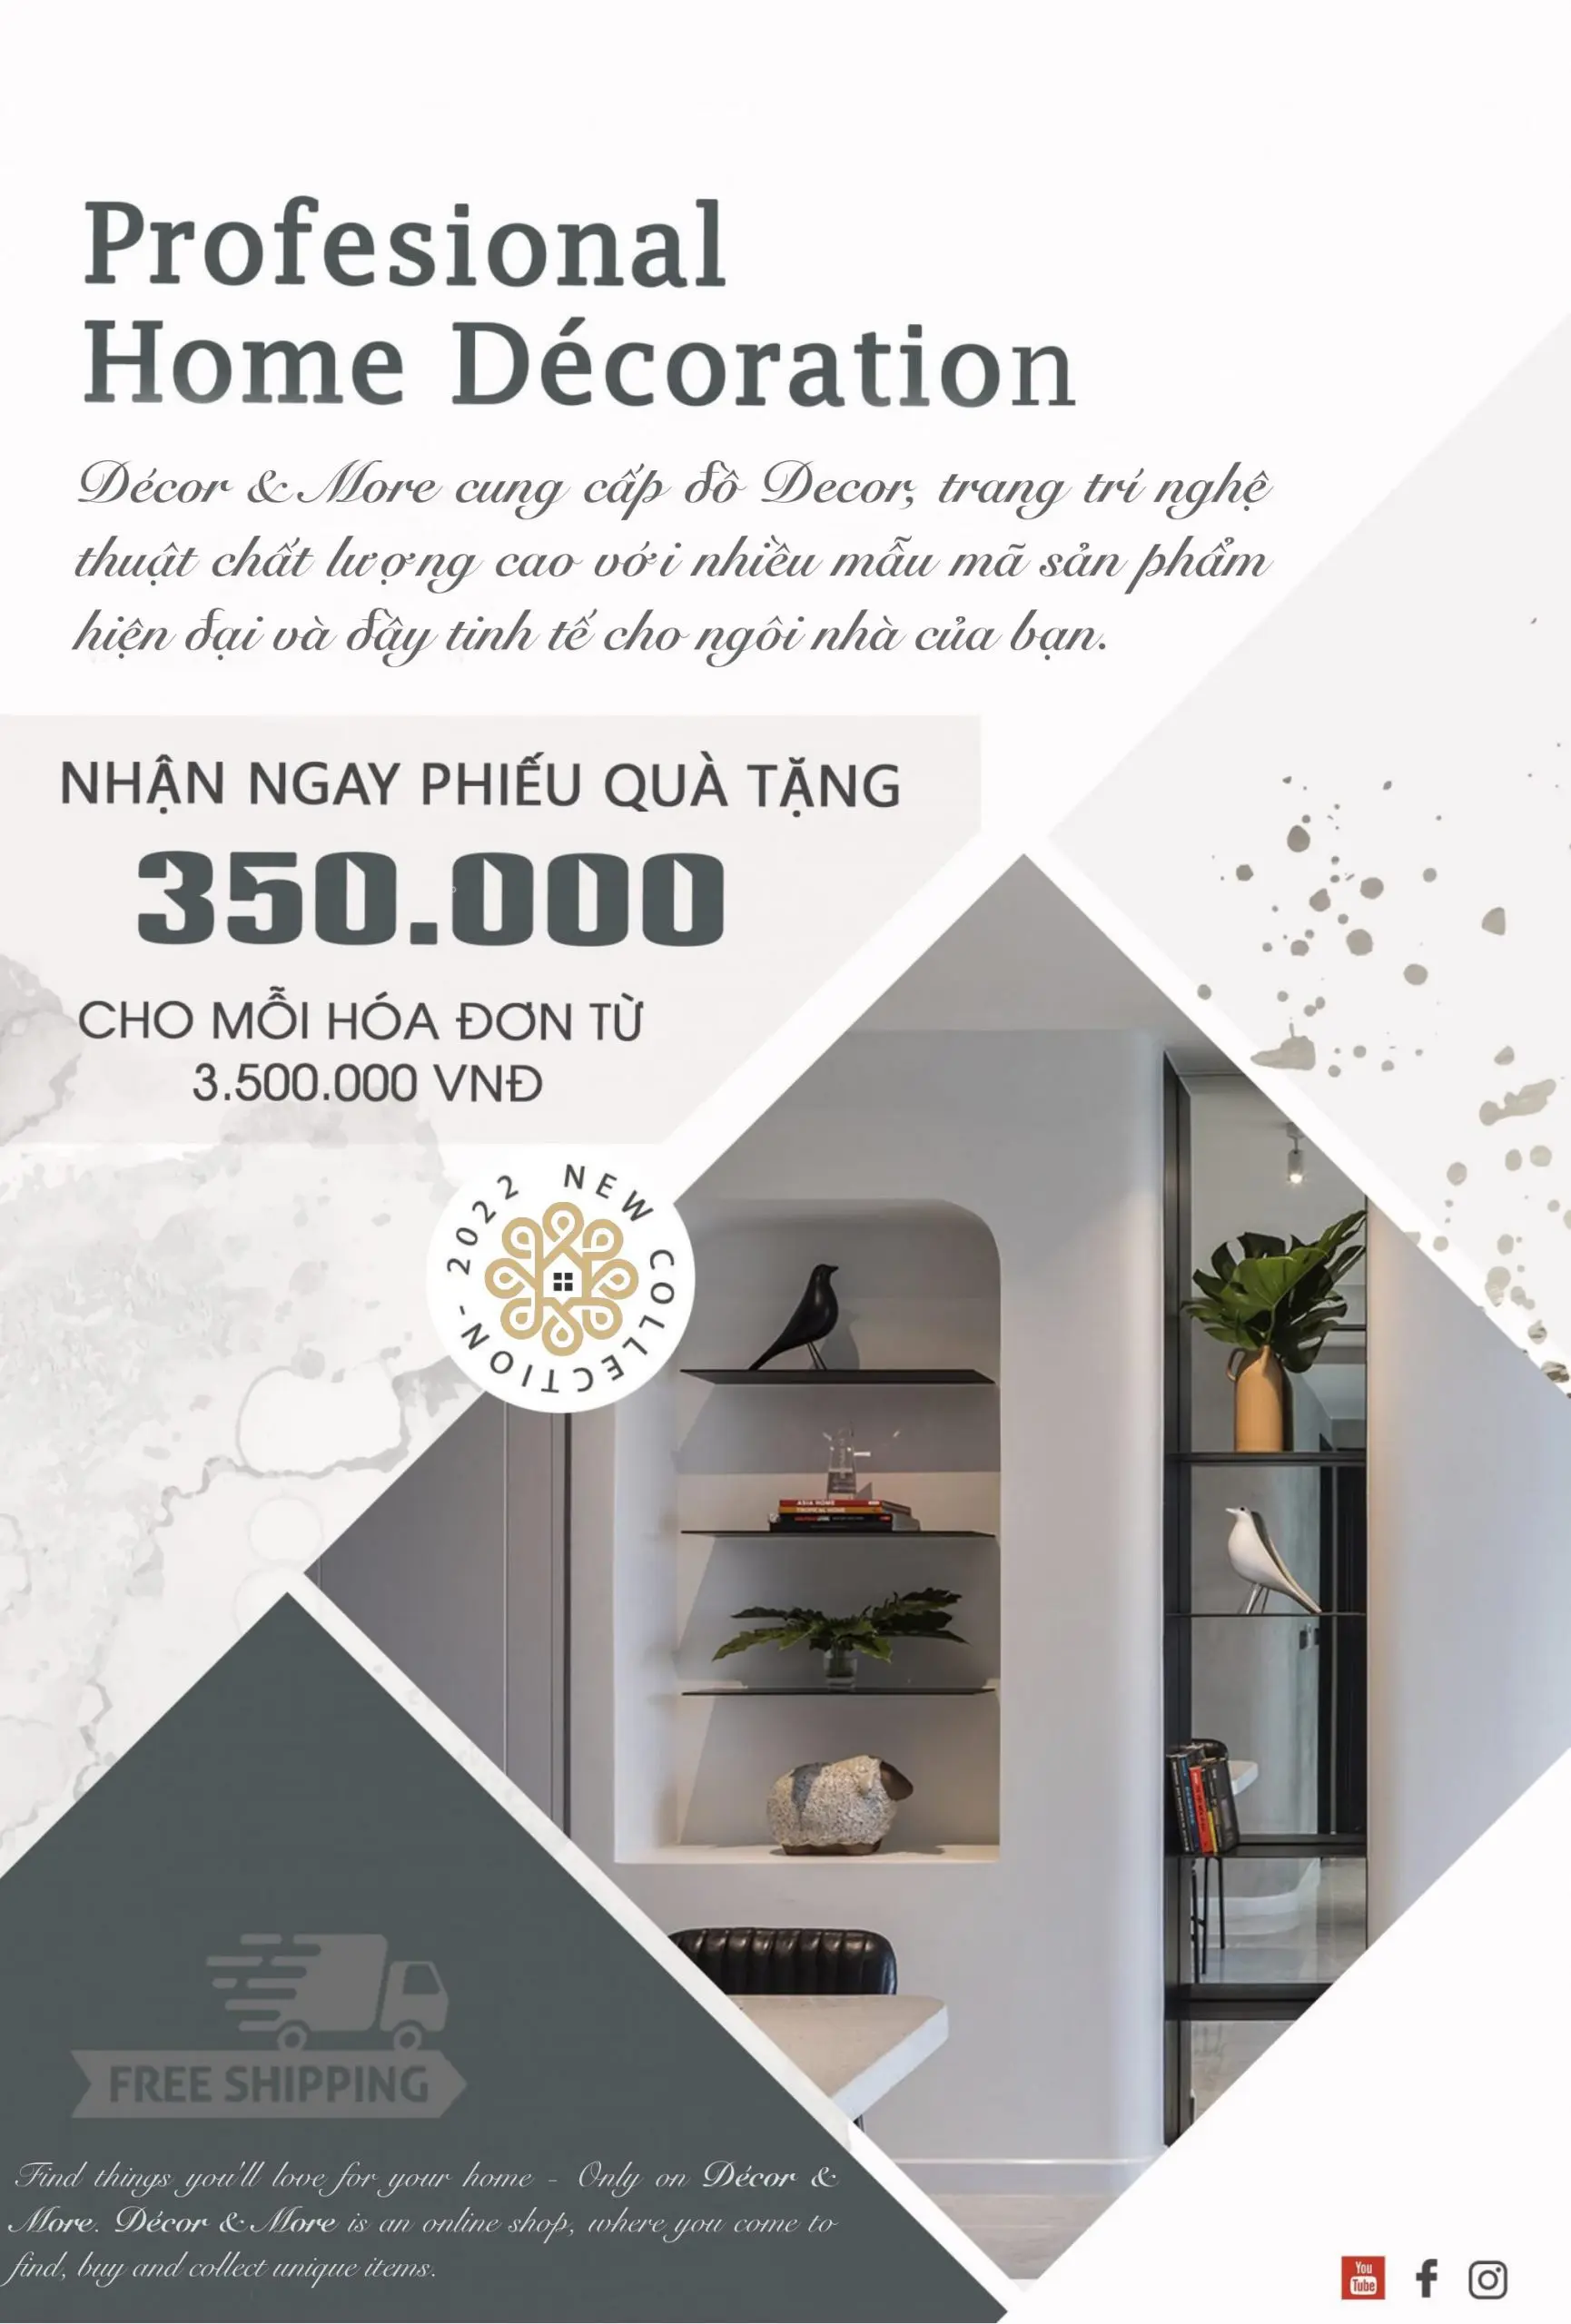 Profesional
Home Décoration
Décor & More cung cấp đồ Decor, trang trí nghệ
thuật chất lượng cao với nhiều mẫu mã sản phẩm
hiện đại và đầy tinh tế cho ngôi nhà của bạn.
NHẬN NGAY PHIẾU QUÀ TẶNG
350.000
CHO MỖI HÓA ĐƠN TỪ
3.500.000 VNĐ
NEW COLLECTION - 2022
ASIA HOME
TROPICAL HOME
FREE SHIPPING
Find things you'll love for your home - Only on Décor &
More. Décor & More is an online shop, where you come to
find, buy and collect unique items.
You
Tube